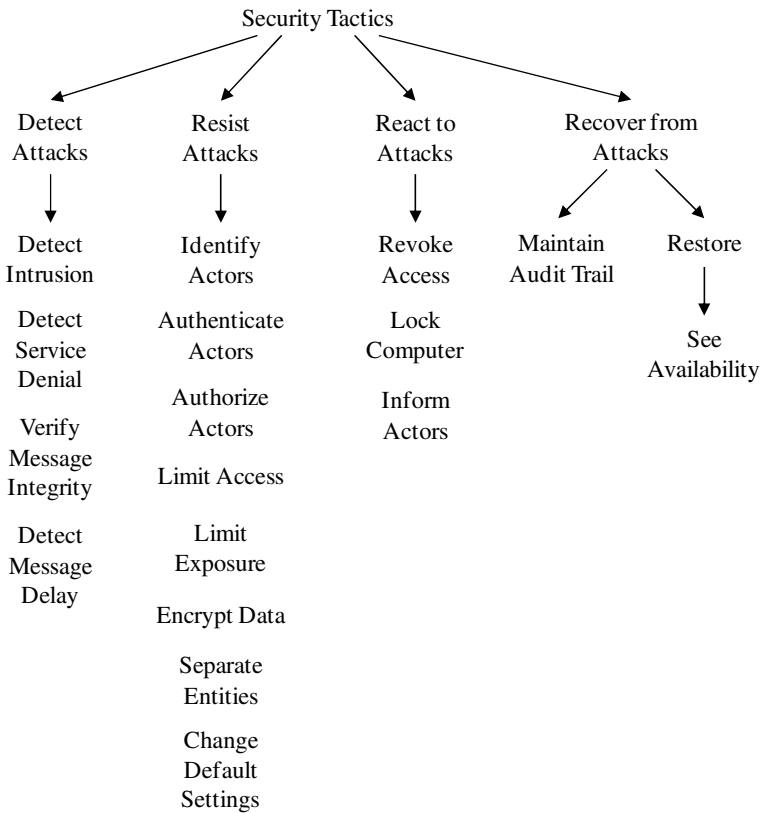 Security Tactics
Detect
Attacks
Resist
Attacks
React to
Attacks
Recover from
Attacks
Detect
Intrusion
Detect
Service
Denial
Verify
Message
Integrity
Detect
Message
Delay
Identify
Actors
Authenticate
Actors
Authorize
Actors
Limit Access
Limit
Exposure
Encrypt Data
Separate
Entities
Change
Default
Settings
Revoke
Access
Lock
Computer
Inform
Actors
Maintain
Audit Trail
Restore
See
Availability